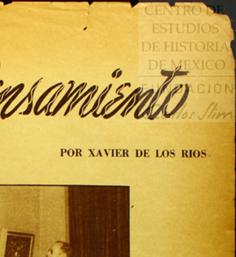 CENTRO DE
ESTUDIOS
DE HISTORIA
DE MEXICO
nsamiento
POR XAVIER DE LOS RIOS